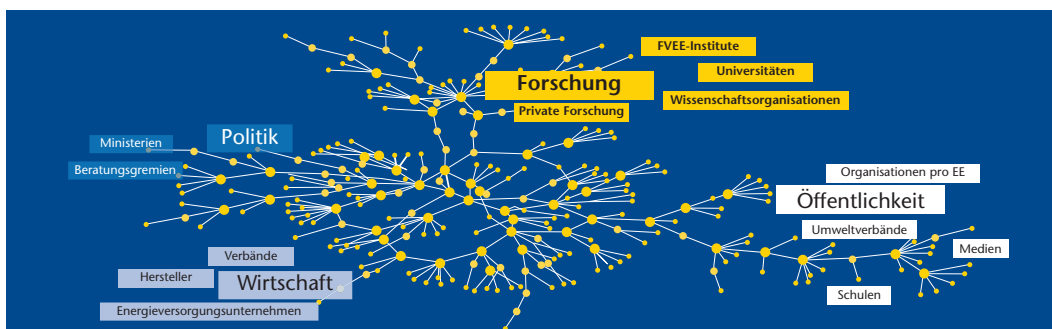 FVEE-Institute
Universitäten
Forschung
Wissenschaftsorganisationen
Private Forschung
Politik
Ministerien
Beratungsgremien
Organisationen pro EE
Öffentlichkeit
Umweltverbände
Medien
Schulen
Verbände
Hersteller
Wirtschaft
Energieversorgungsunternehmen